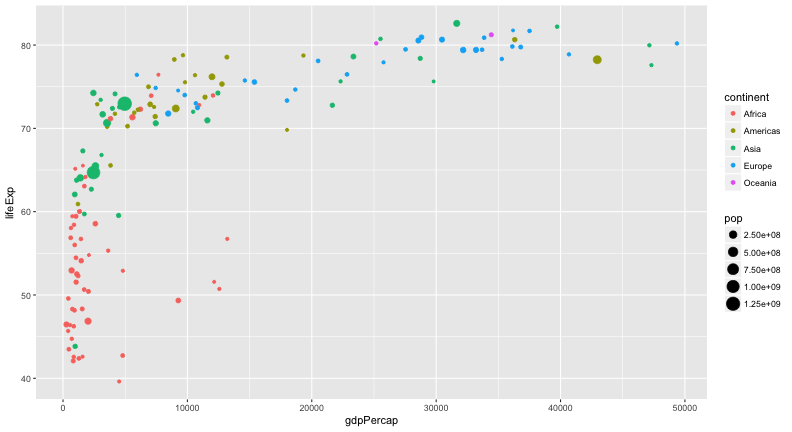 80
70
60
50
40
lifeExp
0
10000
20000
30000
40000
50000
gdpPercap
continent
Africa
Americas
Asia
Europe
Oceania
pop
2.50e+08
5.00e+08
7.50e+08
1.00e+09
1.25e+09